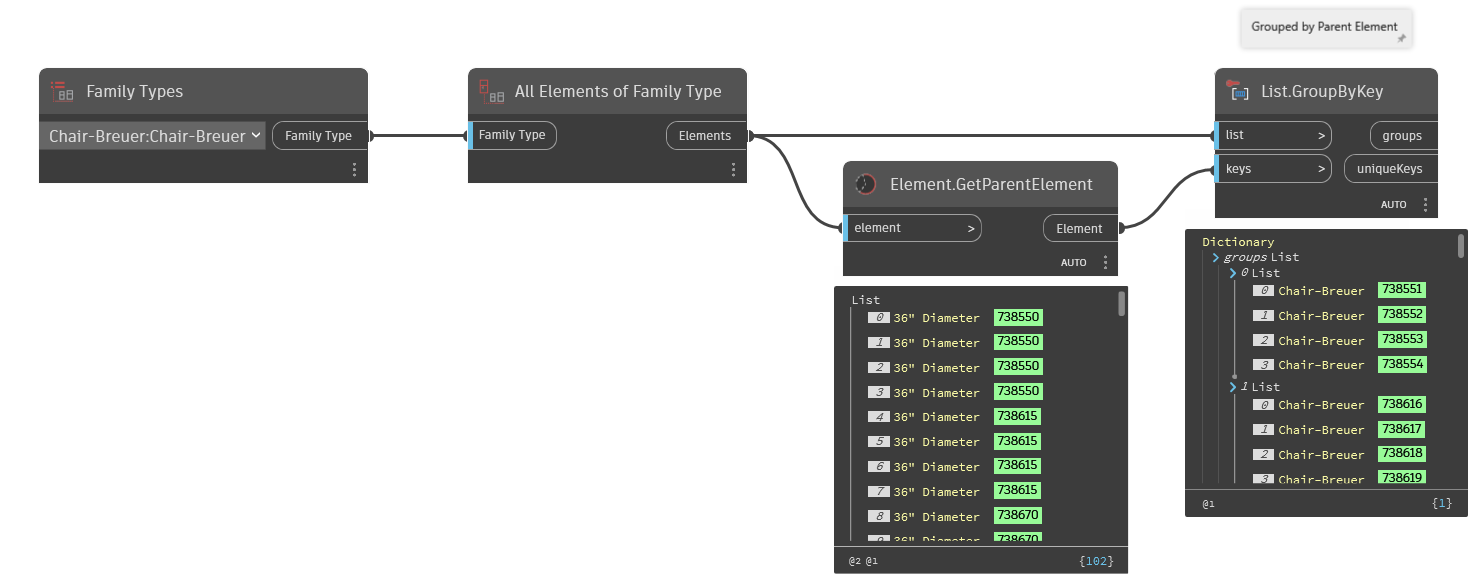 Grouped by Parent Element
Family Types
Chair-Breuer:Chair-Breuer
Family Type
All Elements of Family Type
Family Type
Elements
Element.GetParentElement
element >
Element
AUTO
List
0 36" Diameter 738550
1 36" Diameter 738550
2 36" Diameter 738550
3 36" Diameter 738550
4 36" Diameter 738615
5 36" Diameter 738615
6 36" Diameter 738615
7 36" Diameter 738615
8 36" Diameter 738670
9 36" Diameter 738670
@2 @1 {102}
List.GroupByKey
list >
groups
keys >
uniqueKeys
AUTO
Dictionary
groups List
0 List
0 Chair-Breuer 738551
1 Chair-Breuer 738552
2 Chair-Breuer 738553
3 Chair-Breuer 738554
1 List
0 Chair-Breuer 738616
1 Chair-Breuer 738617
2 Chair-Breuer 738618
3 Chair-Breuer 738619
@1 {1}